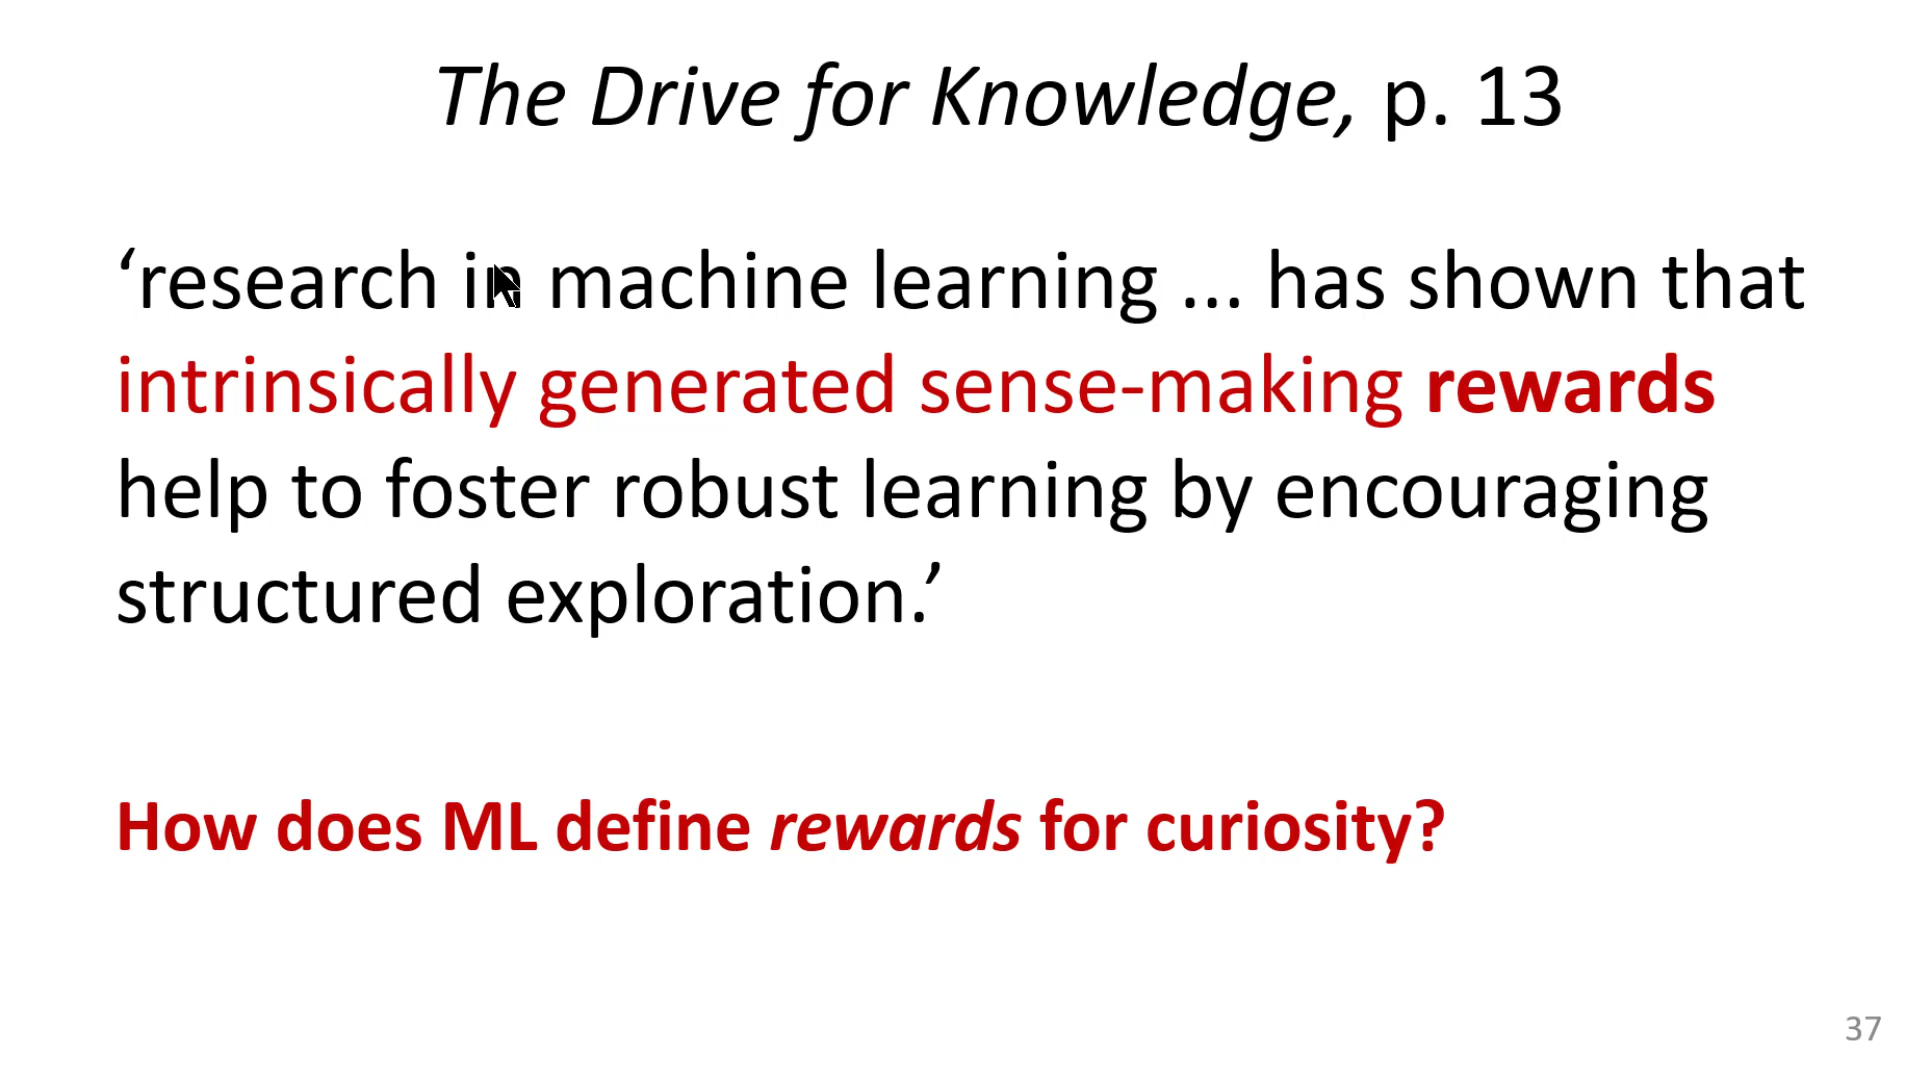 The Drive for Knowledge, p. 13
‘research in machine learning ... has shown that
intrinsically generated sense-making rewards
help to foster robust learning by encouraging
structured exploration.’
How does ML define rewards for curiosity?
37